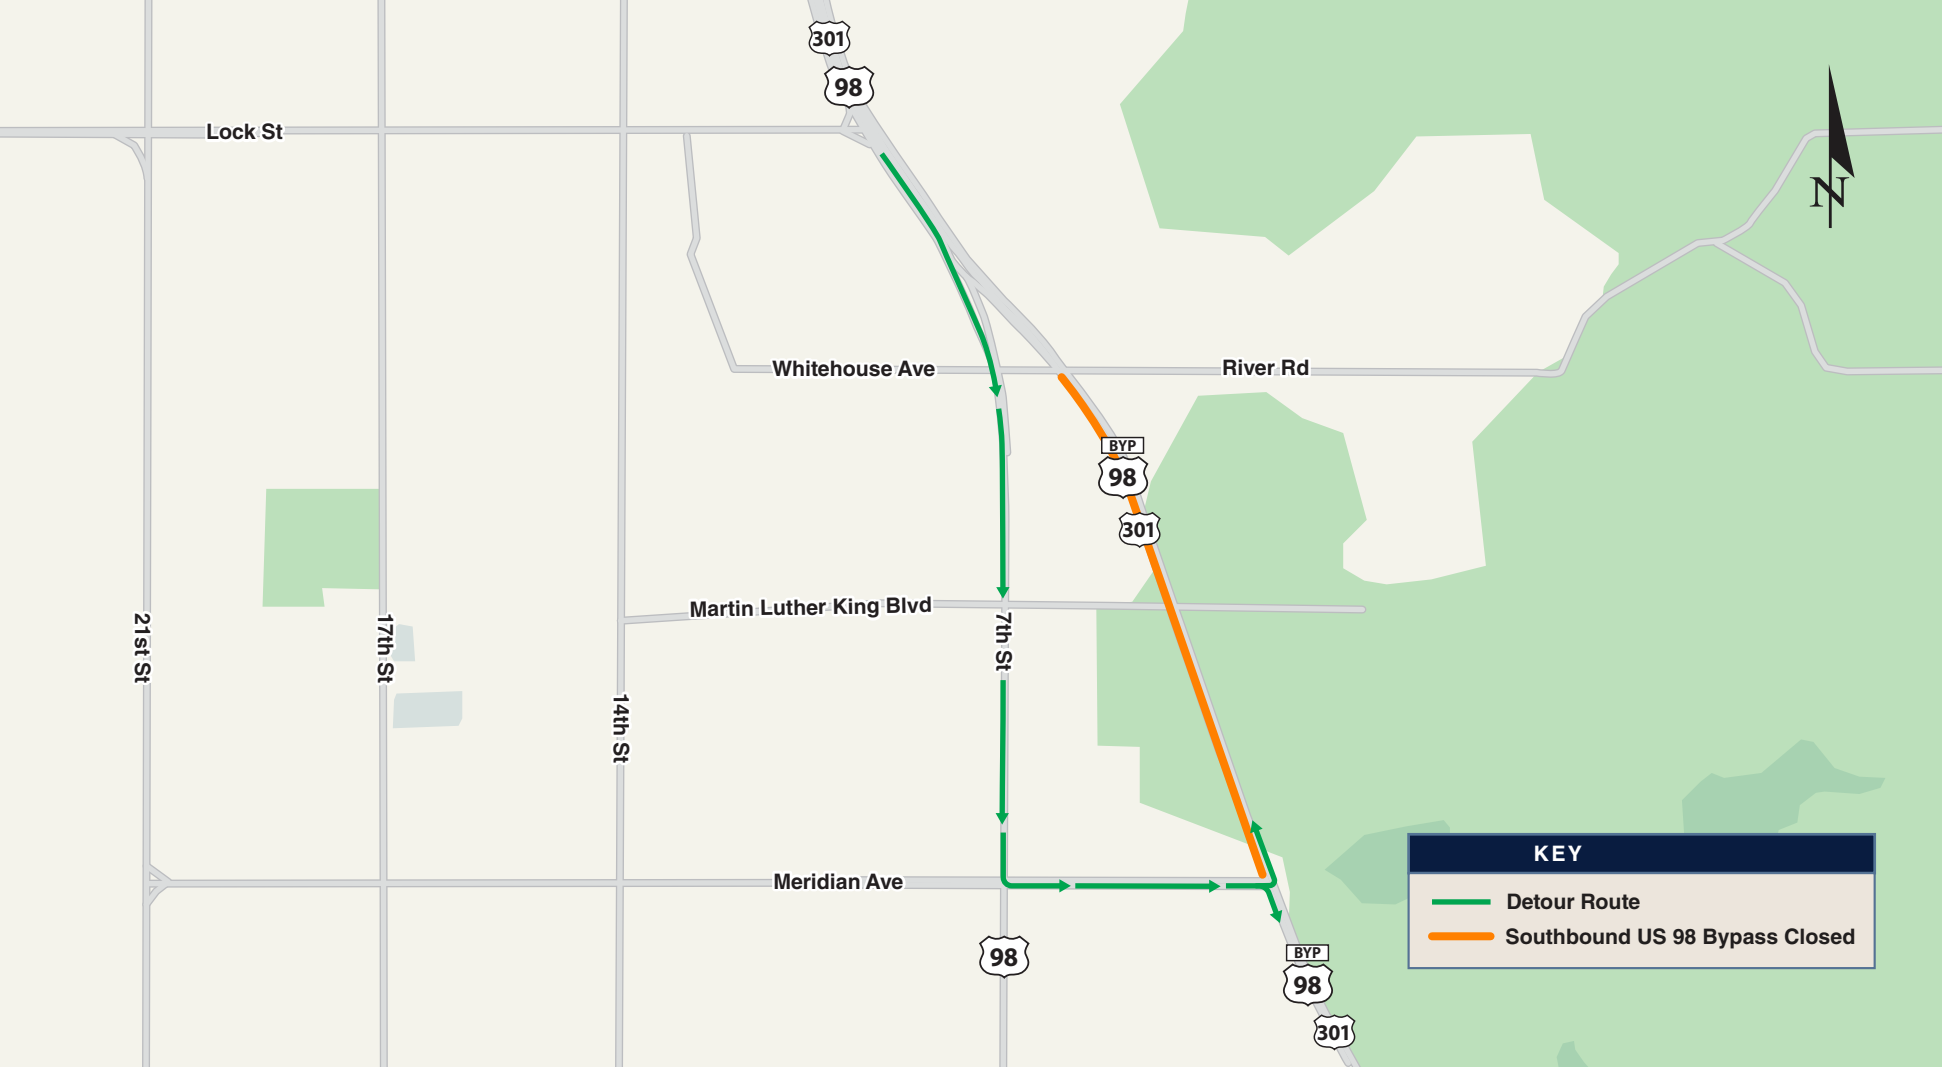 301
98
Lock St
N
Whitehouse Ave
River Rd
BYP
98
301
Martin Luther King Blvd
21st St
17th St
7th St
14th St
Meridian Ave
KEY
Detour Route
Southbound US 98 Bypass Closed
98
BYP
98
301